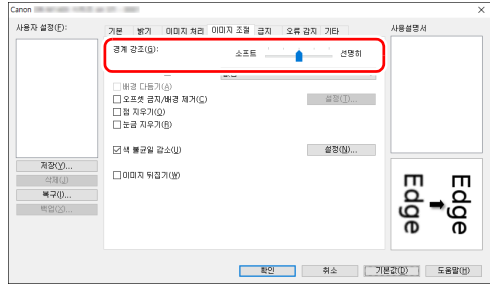 Canon
사용자 설정(F):
기본 밝기 이미지 처리 이미지 조절 급지 오류 감지 기타
사용설명서
경계 강조(G):
소프트 선명히
배경 다듬기(A)
오프셋 금지/배경 제거(C)
설정(T)...
점 지우기(O)
눈금 지우기(R)
색 불균일 감소(U)
설정(N)...
이미지 뒤집기(W)
저장(Y)...
삭제(J)
복구(I)...
백업(X)...
Edge
Edge
확인 취소 기본값(D) 도움말(H)